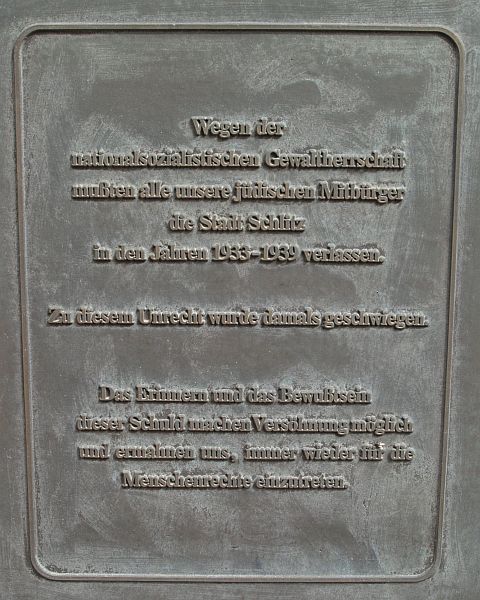 Wegen der
nationalsozialistischen Gewaltherrschaft
mußten alle unsere jüdischen Mitbürger
die Stadt Schlitz
in den Jahren 1933-1939 verlassen.
Zu diesem Unrecht wurde damals geschwiegen.
Das Erinnern und das Bewußtsein
dieser Schuld machen Versöhnung möglich
und ermahnen uns, immer wieder für die
Menschenrechte einzutreten.